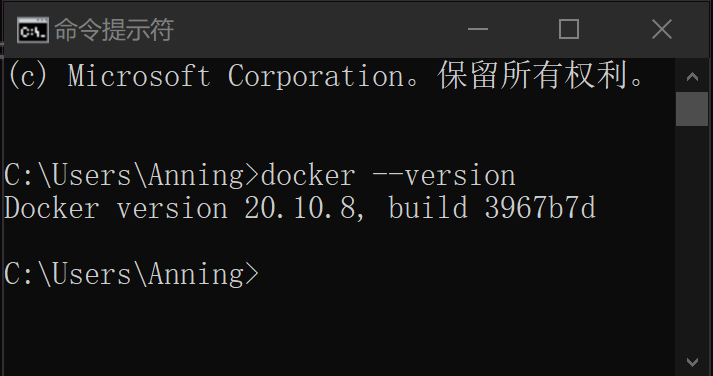 命令提示符
(c) Microsoft Corporation。保留所有权利。
C:\Users\Anning>docker --version
Docker version 20.10.8, build 3967b7d
C:\Users\Anning>